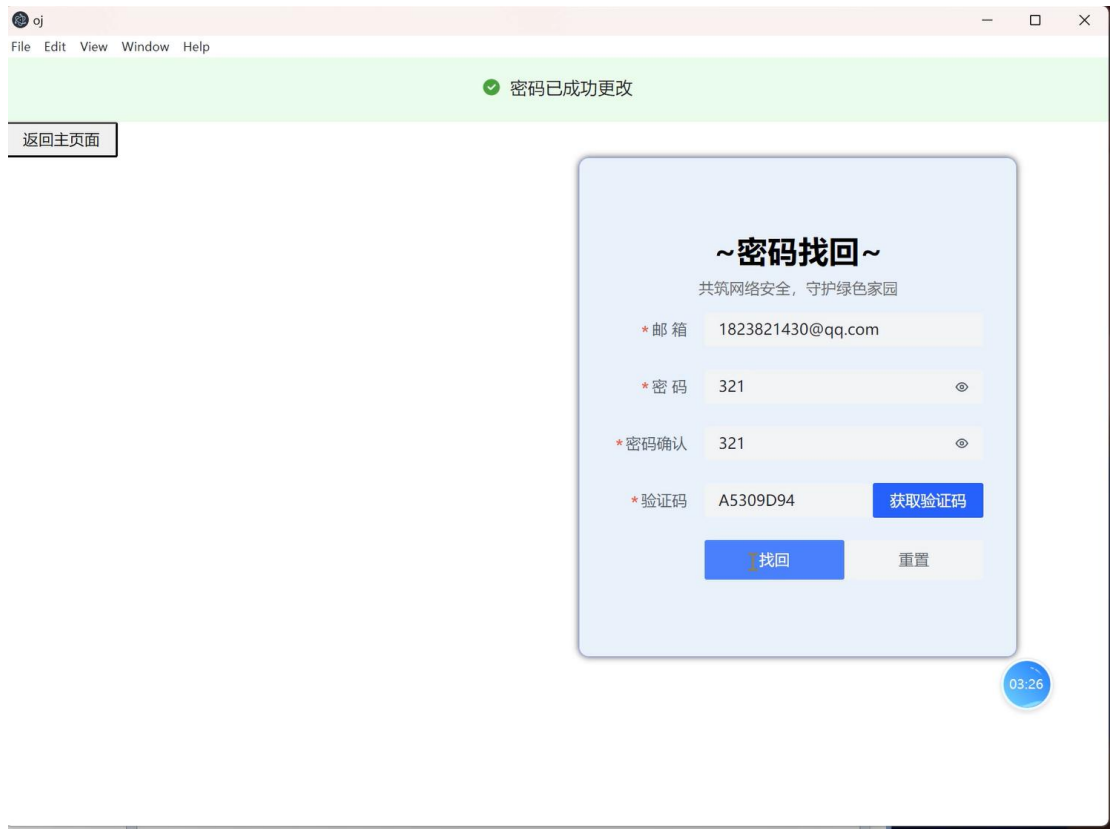 oj
File Edit View Window Help
密码已成功更改
返回主页面
~密码找回~
共筑网络安全，守护绿色家园
*邮 箱 1823821430@qq.com
*密 码 321
*密码确认 321
*验证码 A5309D94 获取验证码
找回 重置
03:26